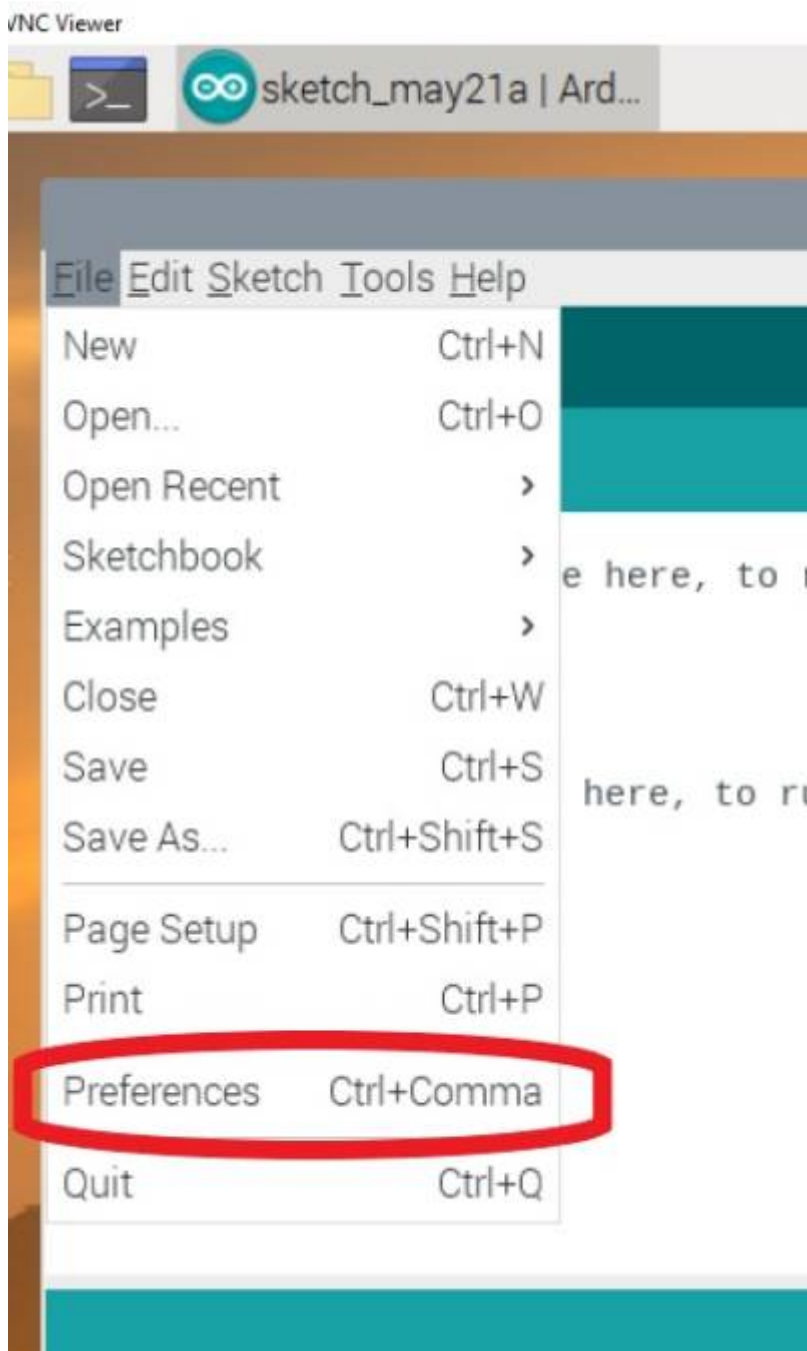 VNC Viewer
>_ sketch_may21a | Ard...
File Edit Sketch Tools Help
New Ctrl+N
Open... Ctrl+O
Open Recent >
Sketchbook >
e here, to
Examples >
Close Ctrl+W
Save Ctrl+S
here, to ru
Save As... Ctrl+Shift+S
Page Setup Ctrl+Shift+P
Print Ctrl+P
Preferences Ctrl+Comma
Quit Ctrl+Q